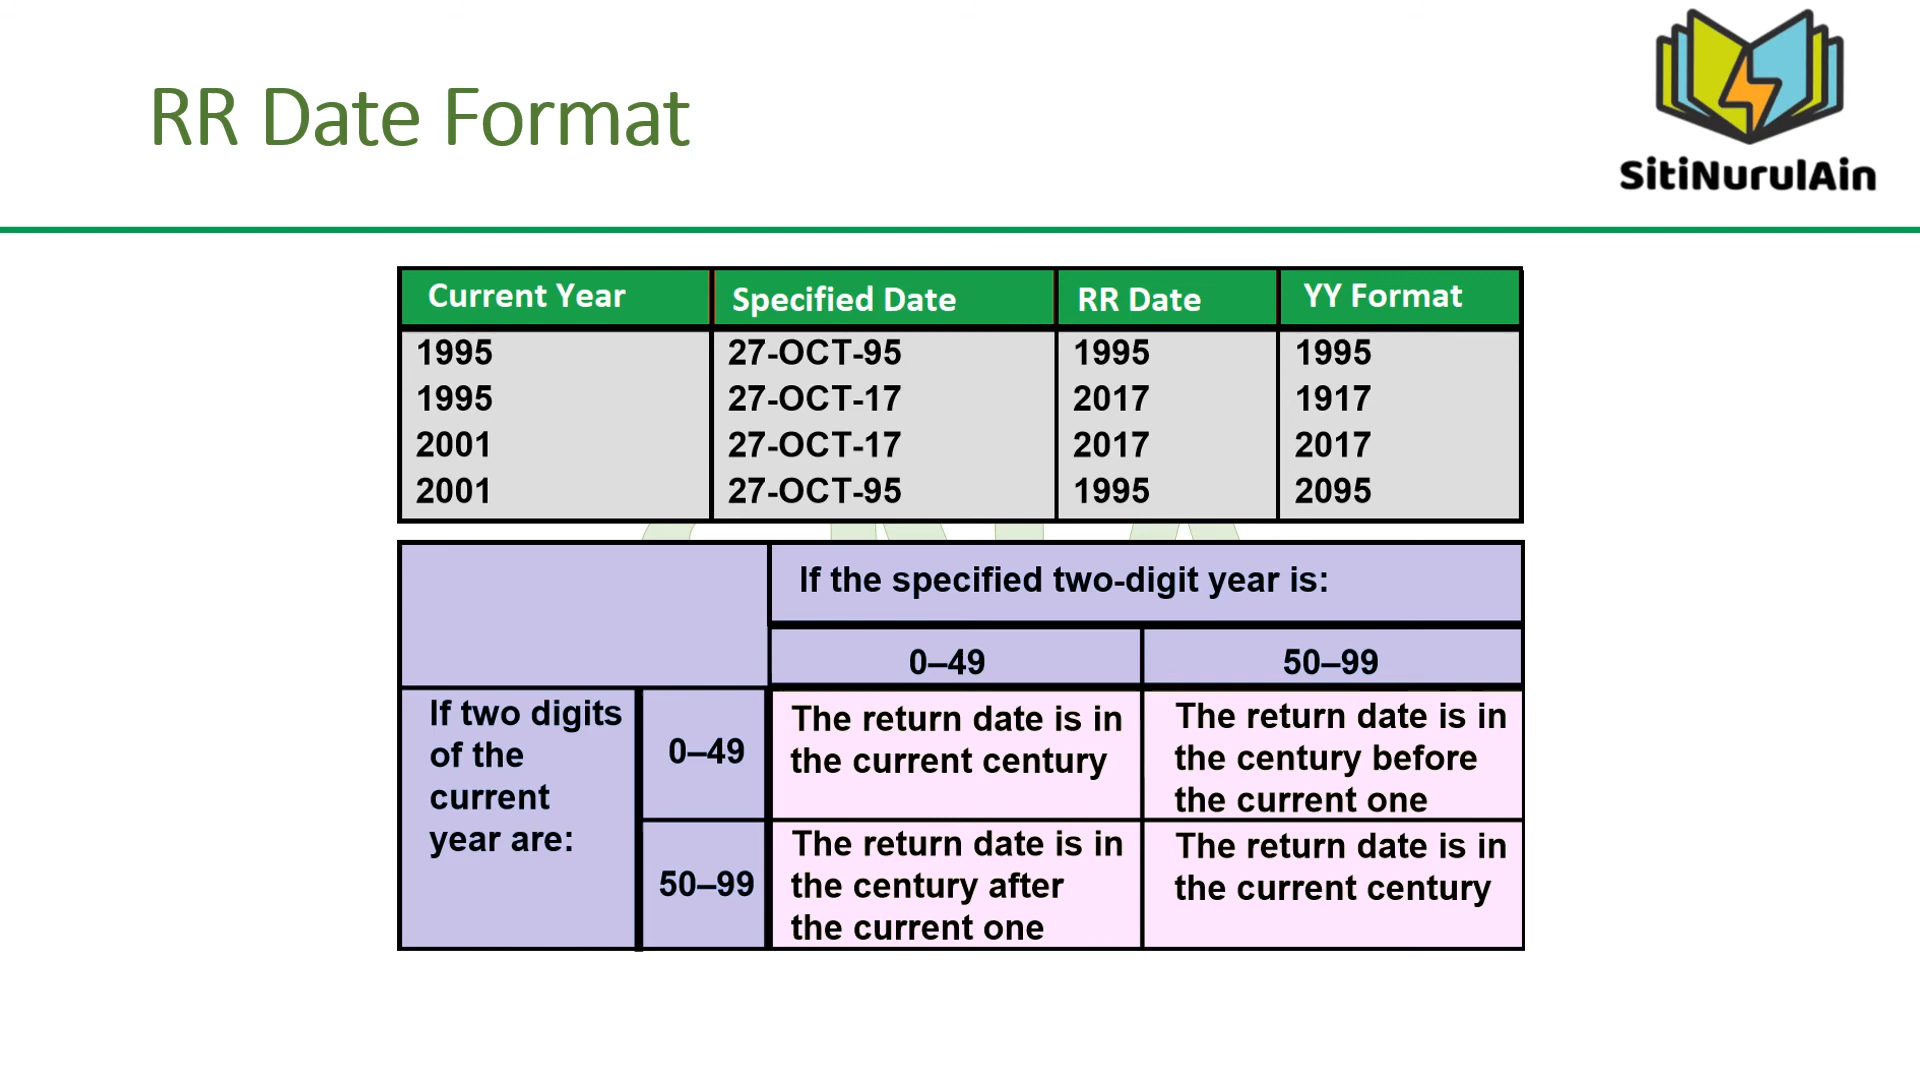 RR Date Format
SitiNurulAin
Current Year Specified Date RR Date YY Format
1995 27-OCT-95 1995 1995
1995 27-OCT-17 2017 1917
2001 27-OCT-17 2017 2017
2001 27-OCT-95 1995 2095
If the specified two-digit year is:
0–49 50–99
If two digits
of the
current
year are:
0–49
The return date is in
the current century
The return date is in
the century before
the current one
50–99
The return date is in
the century after
the current one
The return date is in
the current century